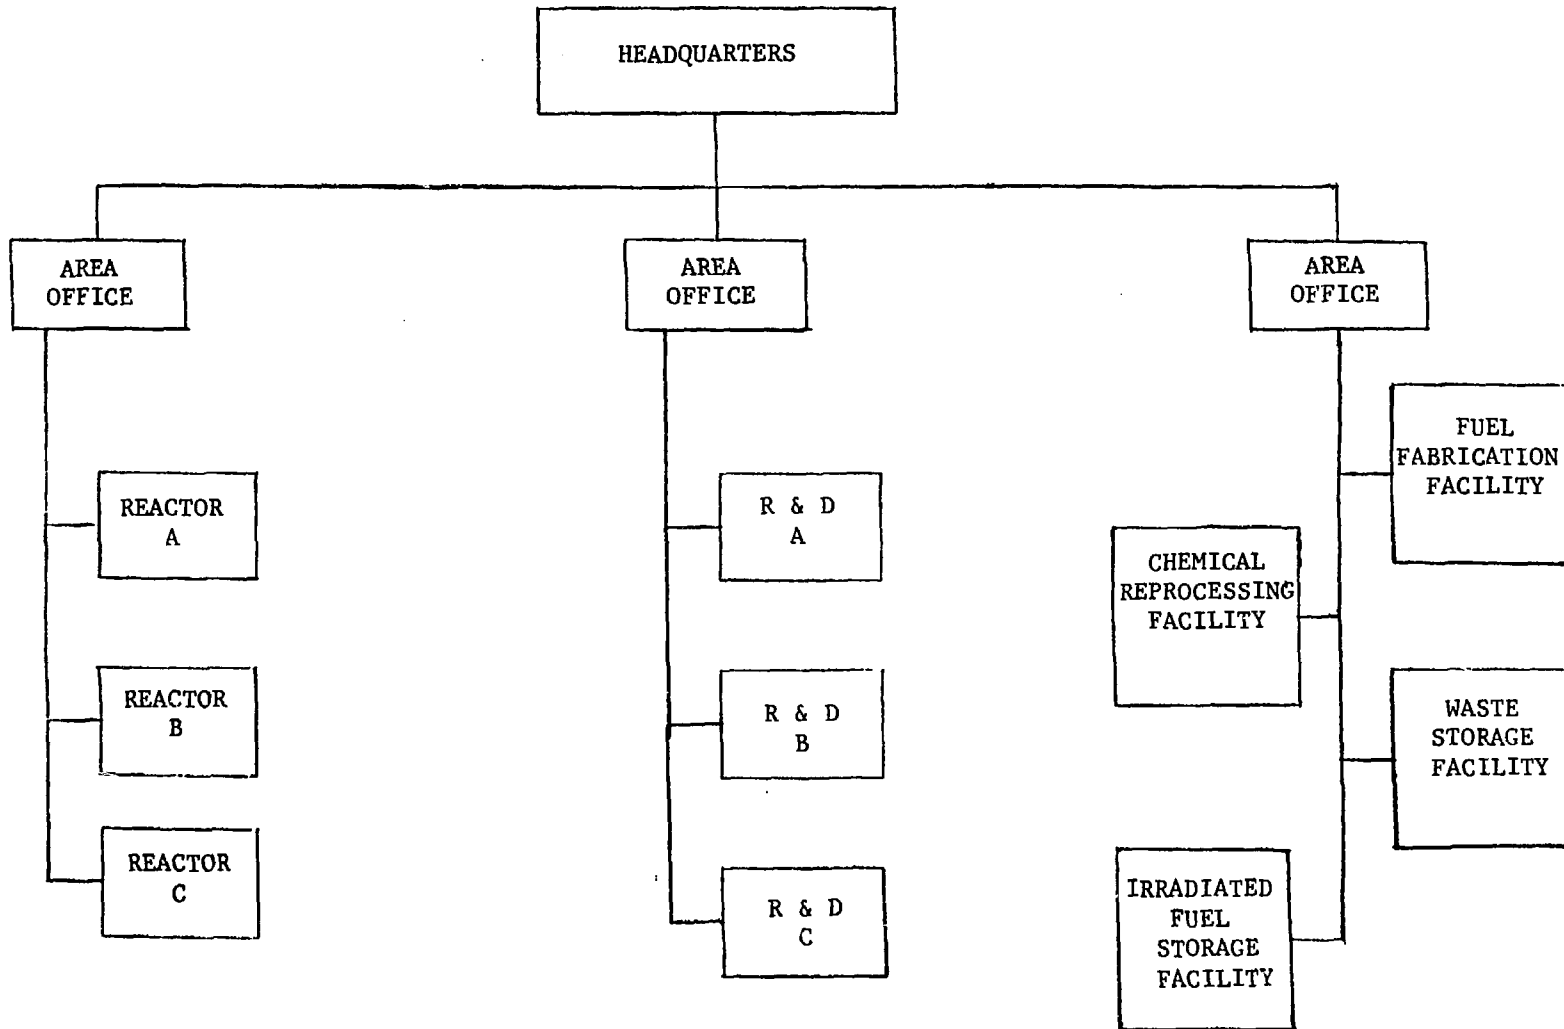 HEADQUARTERS
AREA
OFFICE
AREA
OFFICE
AREA
OFFICE
REACTOR
A
REACTOR
B
REACTOR
C
R & D
A
R & D
B
R & D
C
FUEL
FABRICATION
FACILITY
CHEMICAL
REPROCESSING
FACILITY
WASTE
STORAGE
FACILITY
IRRADIATED
FUEL
STORAGE
FACILITY